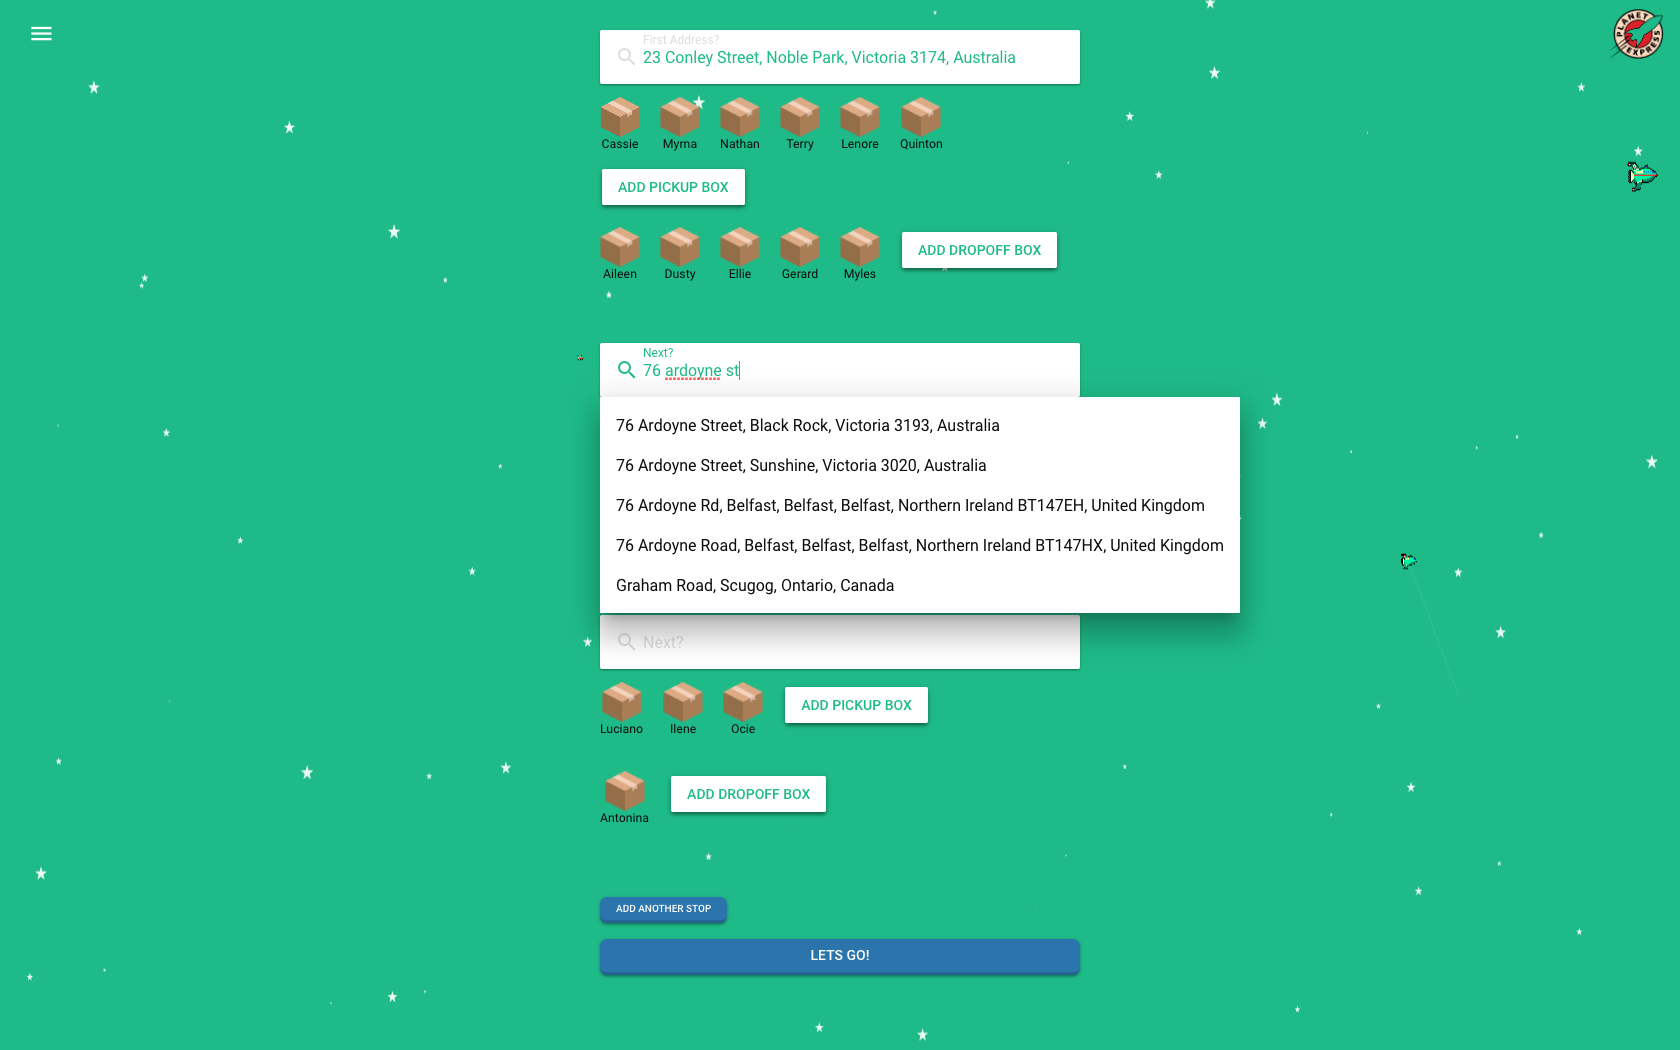 PLANET EXPRESS
First Address?
23 Conley Street, Noble Park, Victoria 3174, Australia
Cassie Myrna Nathan Terry Lenore Quinton
ADD PICKUP BOX
ADD DROPOFF BOX
Aileen Dusty Ellie Gerard Myles
Next?
76 ardoyne st
76 Ardoyne Street, Black Rock, Victoria 3193, Australia
76 Ardoyne Street, Sunshine, Victoria 3020, Australia
76 Ardoyne Rd, Belfast, Belfast, Belfast, Northern Ireland BT147EH, United Kingdom
76 Ardoyne Road, Belfast, Belfast, Belfast, Northern Ireland BT147HX, United Kingdom
Graham Road, Scugog, Ontario, Canada
Next?
ADD PICKUP BOX
Luciano Ilene Ocie
ADD DROPOFF BOX
Antonina
ADD ANOTHER STOP
LETS GO!